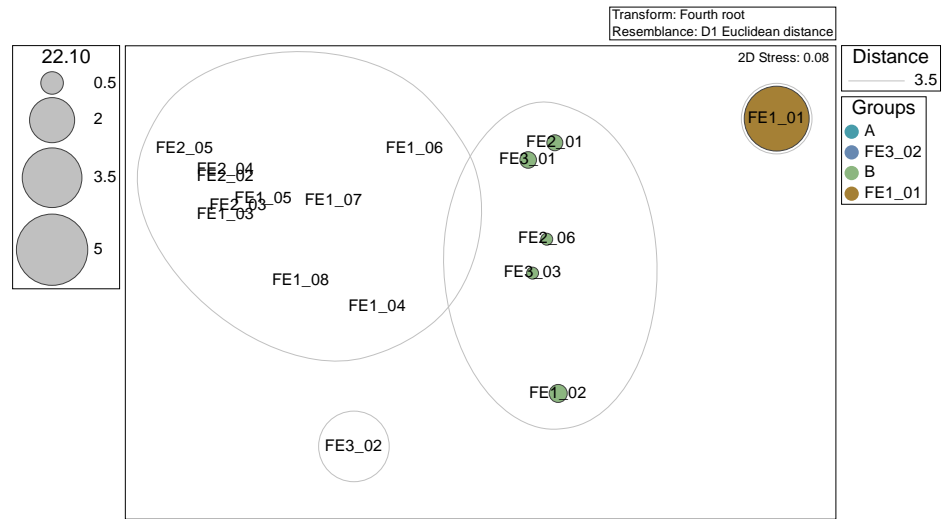 Transform: Fourth root
Resemblance: D1 Euclidean distance
22.10
0.5
2
3.5
5
2D Stress: 0.08
Distance
3.5
Groups
A
FE3_02
B
FE1_01
FE1_01
FE2_05
FE1_06
FE2_01
FE3_01
FE2_04
FE2_02
FE1_05
FE1_07
FE2_03
FE1_03
FE2_06
FE3_03
FE1_08
FE1_04
FE1_02
FE3_02